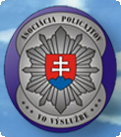 ASOCIÁCIA POLICAJTOV
VO VÝSLUŽBE